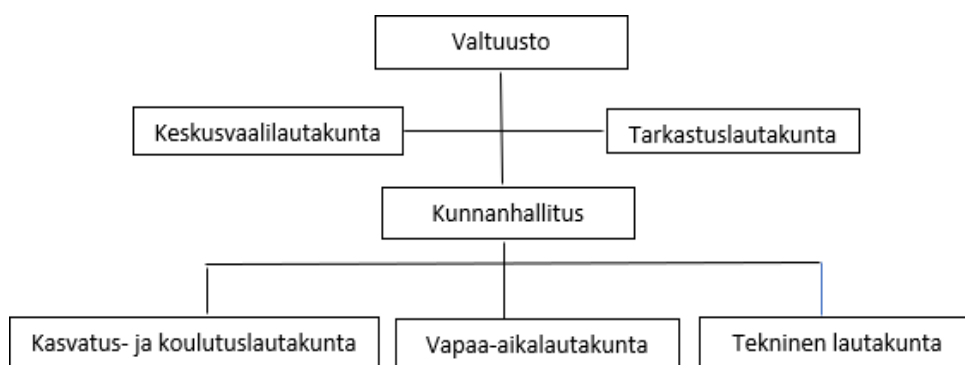 Valtuusto
Keskusvaalilautakunta
Tarkastuslautakunta
Kunnanhallitus
Kasvatus- ja koulutuslautakunta
Vapaa-aikalautakunta
Tekninen lautakunta